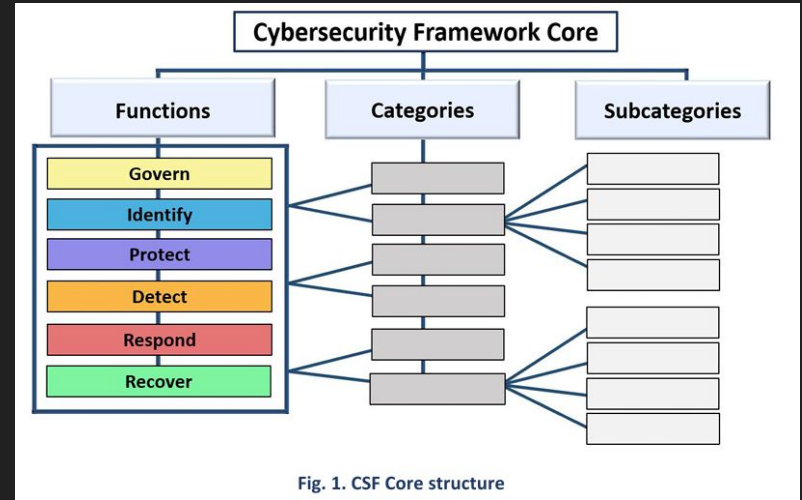 Cybersecurity Framework Core
Functions
Categories
Subcategories
Govern
Identify
Protect
Detect
Respond
Recover
Fig. 1. CSF Core structure